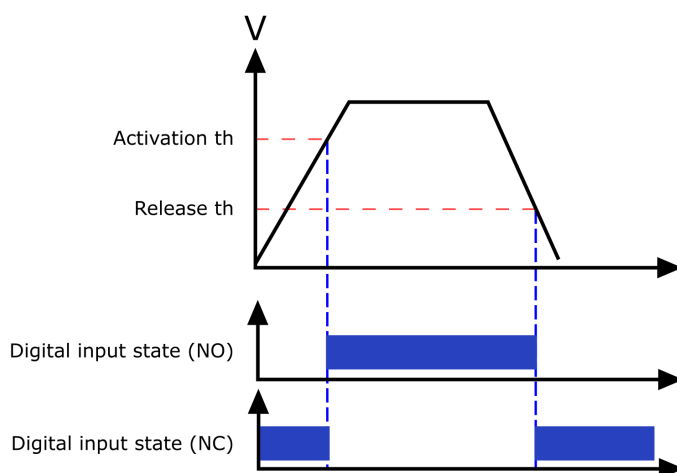 V
Activation th
Release th
Digital input state (NO)
Digital input state (NC)